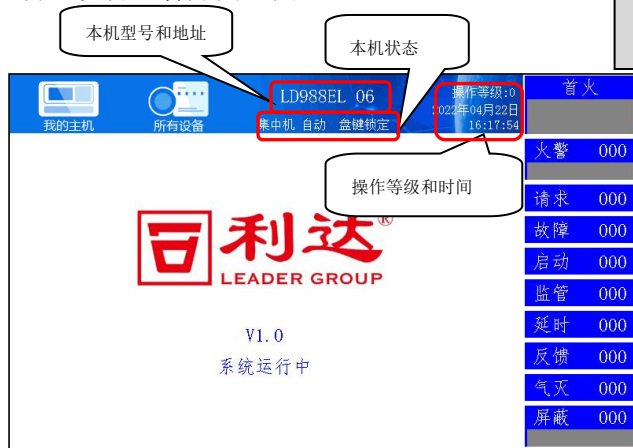 本机型号和地址
本机状态
我的主机
所有设备
LD988EL 06
集中机 自动 盘键锁定
操作等级:0
2022年04月22日
16:17:54
操作等级和时间
首火
火警 000
请求 000
故障 000
启动 000
监管 000
延时 000
反馈 000
气灭 000
屏蔽 000
利达®
LEADER GROUP
V1.0
系统运行中